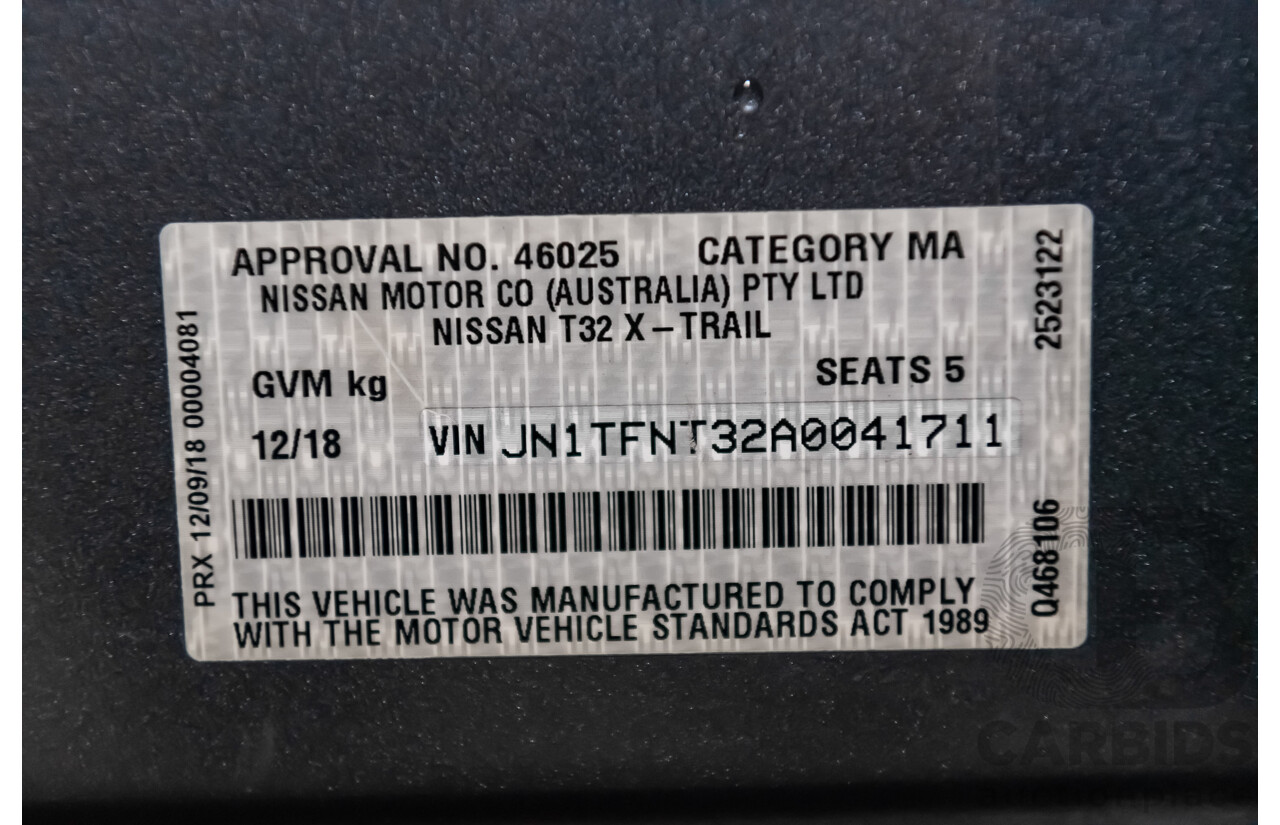 APPROVAL NO. 46025 CATEGORY MA
NISSAN MOTOR CO (AUSTRALIA) PTY LTD
NISSAN T32 X-TRAIL
GVM kg SEATS 5
12/18 VIN JN1TFNT32A0041711
THIS VEHICLE WAS MANUFACTURED TO COMPLY
WITH THE MOTOR VEHICLE STANDARDS ACT 1989
PRX 12/09/18 00004081
2523122
Q468106
CARBIDS